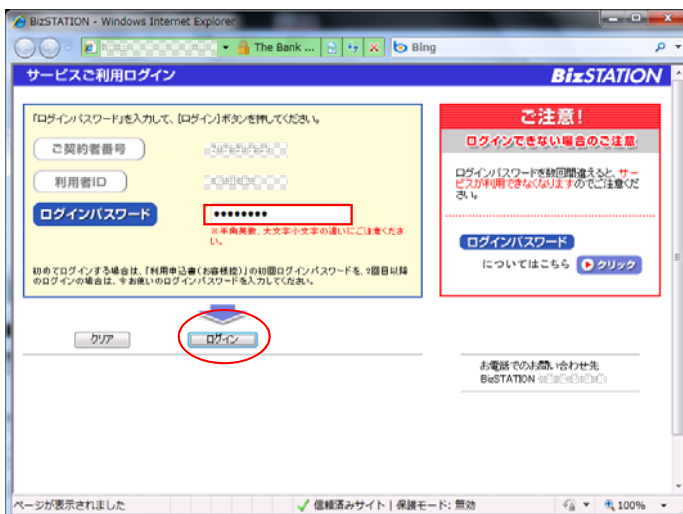 BizSTATION - Windows Internet Explorer
The Bank ...
Bing
サービスご利用ログイン
BizSTATION
「ログインパスワード」を入力して、[ログイン]ボタンを押してください。
ご契約者番号
利用者ID
ログインパスワード
●●●●●●●●
※半角英数、大文字小文字の違いにご注意くださ
い。
初めてログインする場合は、「利用申込書(お客様控)」の初回ログインパスワードを、2回目以降
のログインの場合は、今お使いのログインパスワードを入力してください。
クリア
ログイン
ご注意!
ログインできない場合のご注意
ログインパスワードを数回間違えると、サー
ビスが利用できなくなりますのでご注意くだ
さい。
ログインパスワード
についてはこちら
クリック
お電話でのお問い合わせ先
BizSTATION
ページが表示されました
信頼済みサイト | 保護モード: 無効
100%